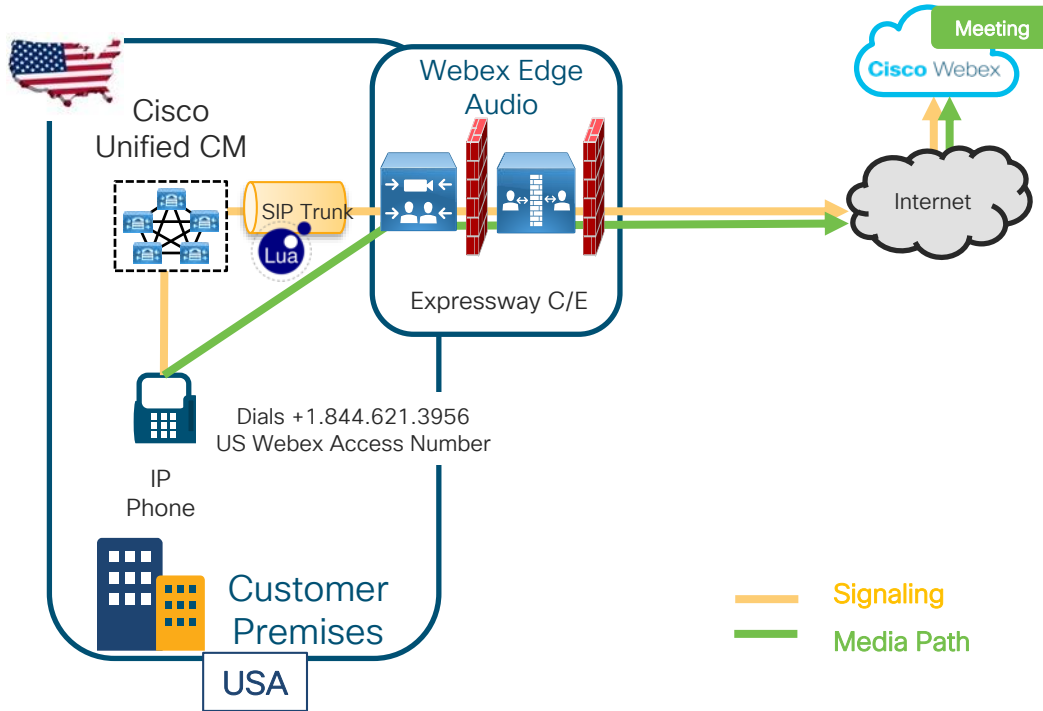 Meeting
Cisco Webex
Webex Edge
Audio
Cisco
Unified CM
SIP Trunk
Lua
Internet
Expressway C/E
Dials +1.844.621.3956
US Webex Access Number
IP
Phone
Customer
Premises
USA
Signaling
Media Path